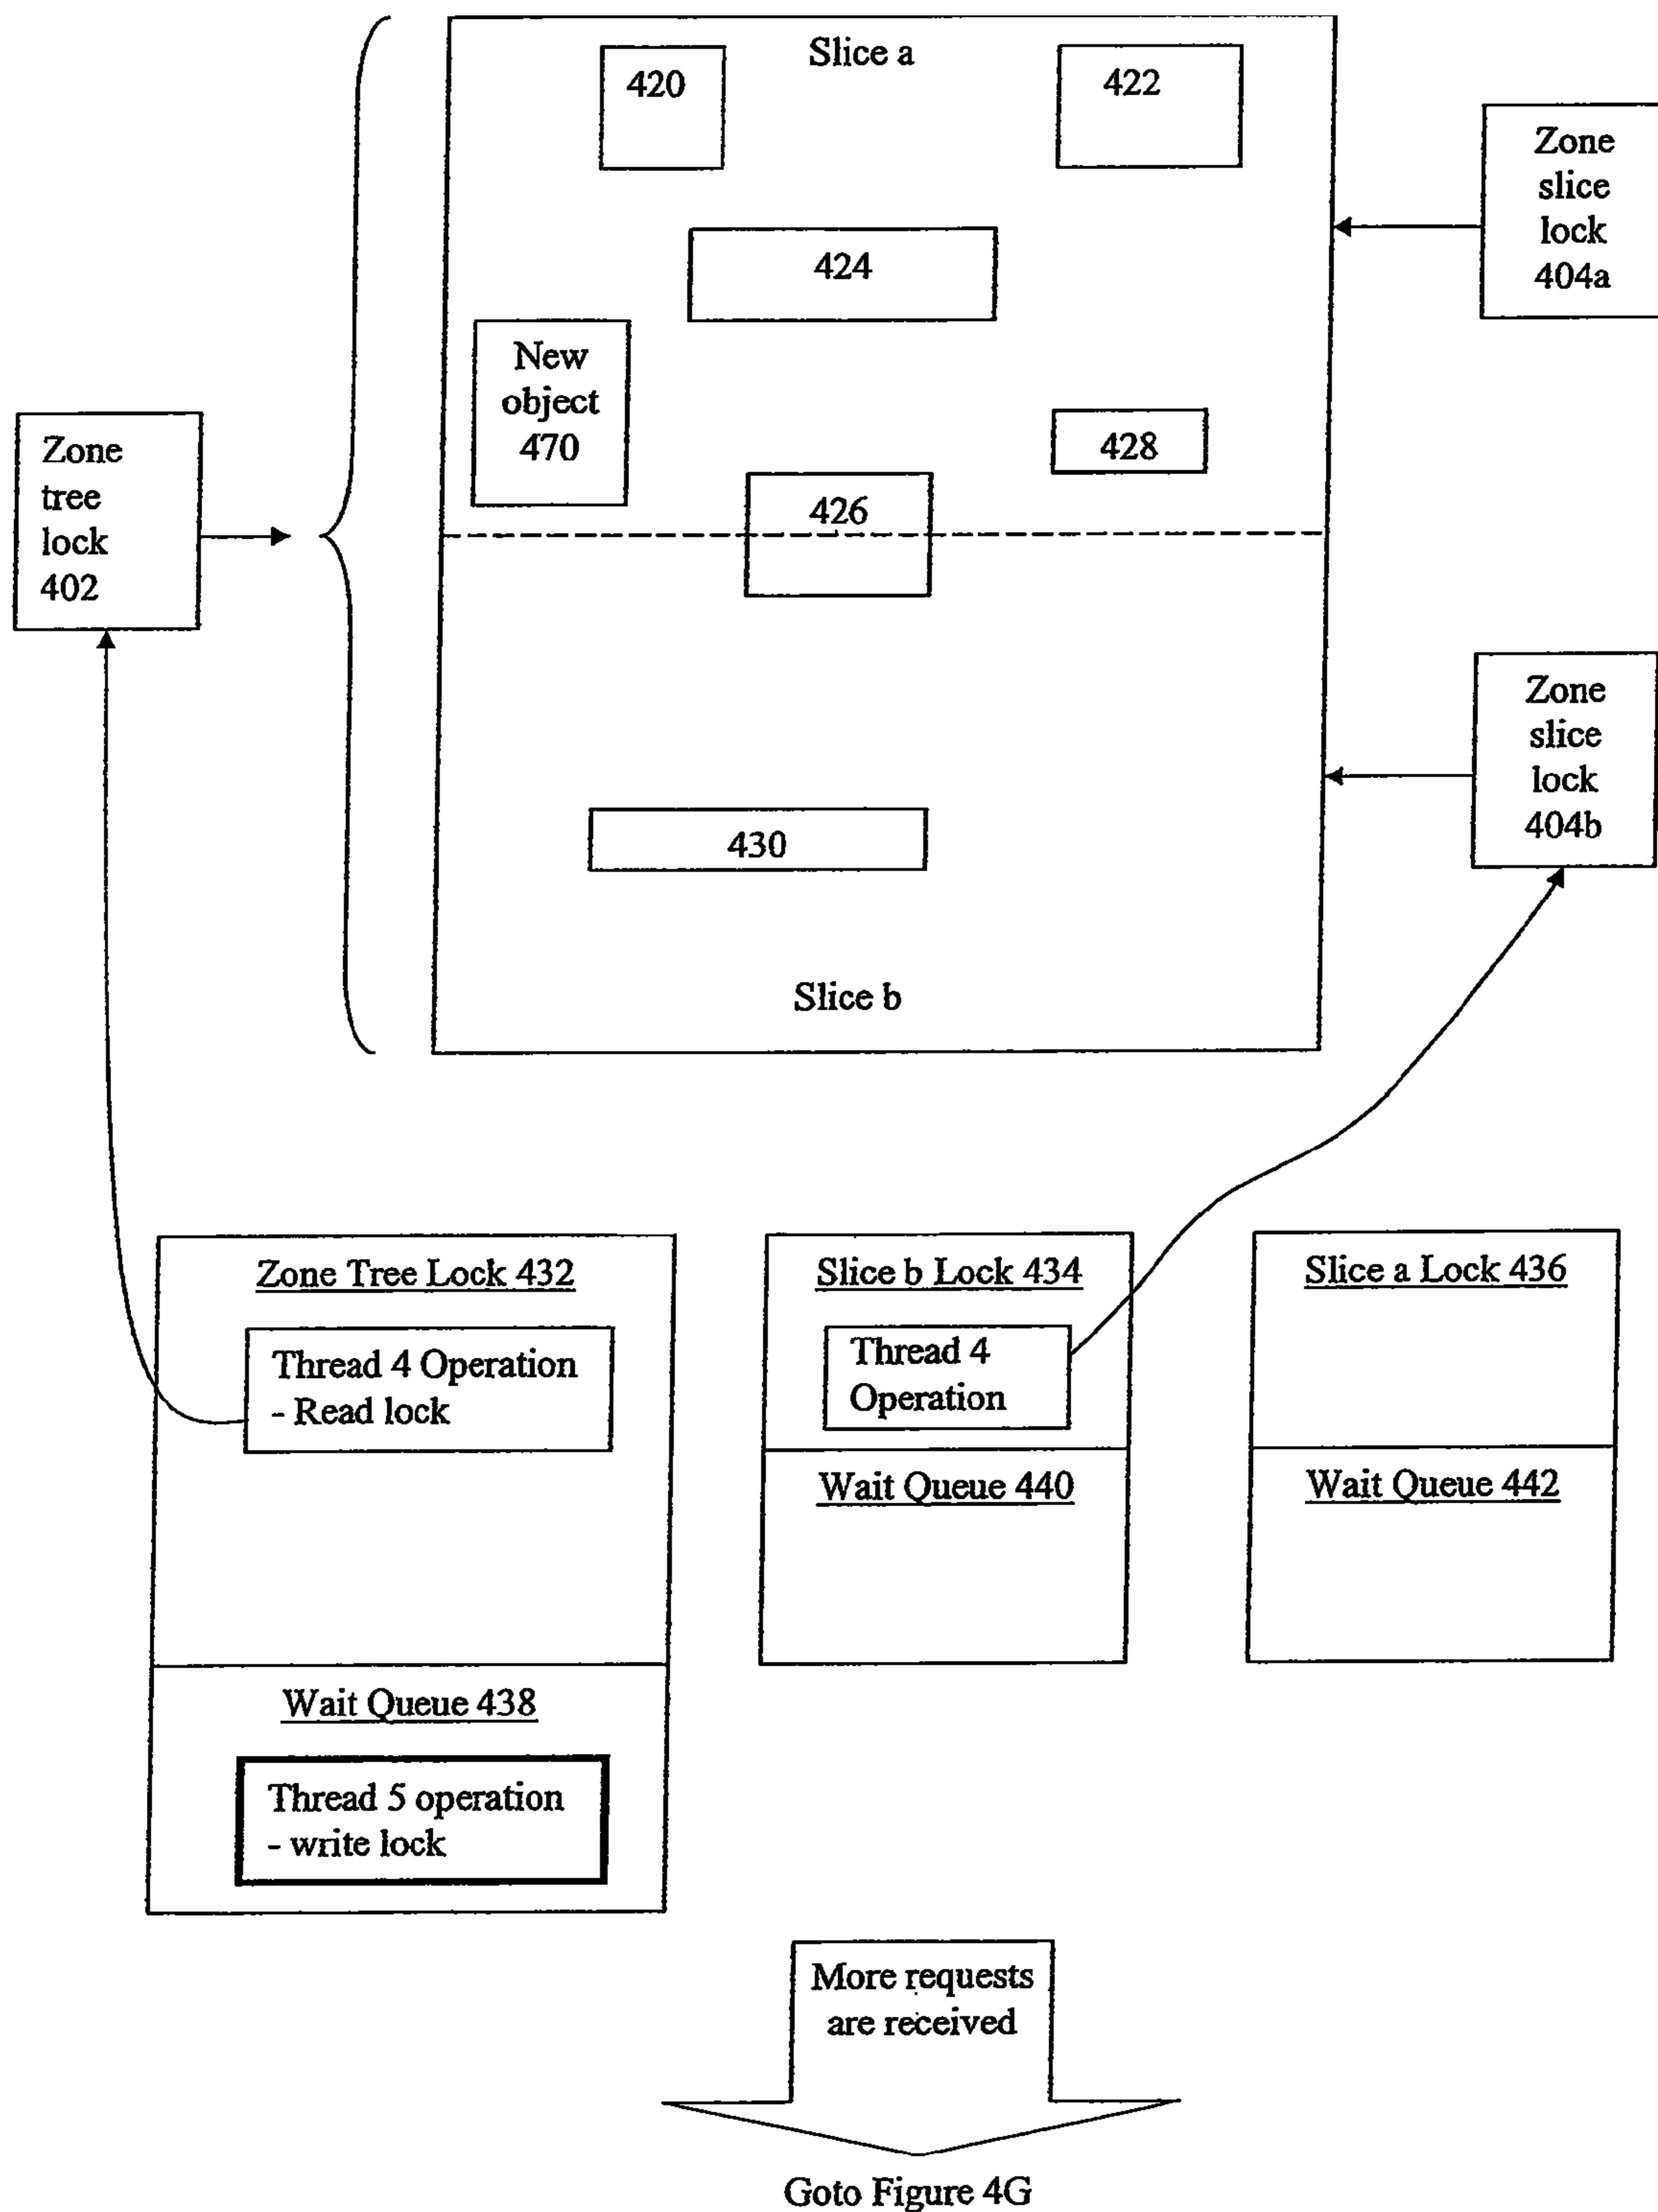 Slice a
420
422
Zone
slice
lock
404a
424
New
object
470
428
Zone
tree
lock
402
426
Zone
slice
lock
404b
430
Slice b
Zone Tree Lock 432
Thread 4 Operation
- Read lock
Wait Queue 438
Thread 5 operation
- write lock
Slice b Lock 434
Thread 4
Operation
Wait Queue 440
Slice a Lock 436
Wait Queue 442
More requests
are received
Goto Figure 4G